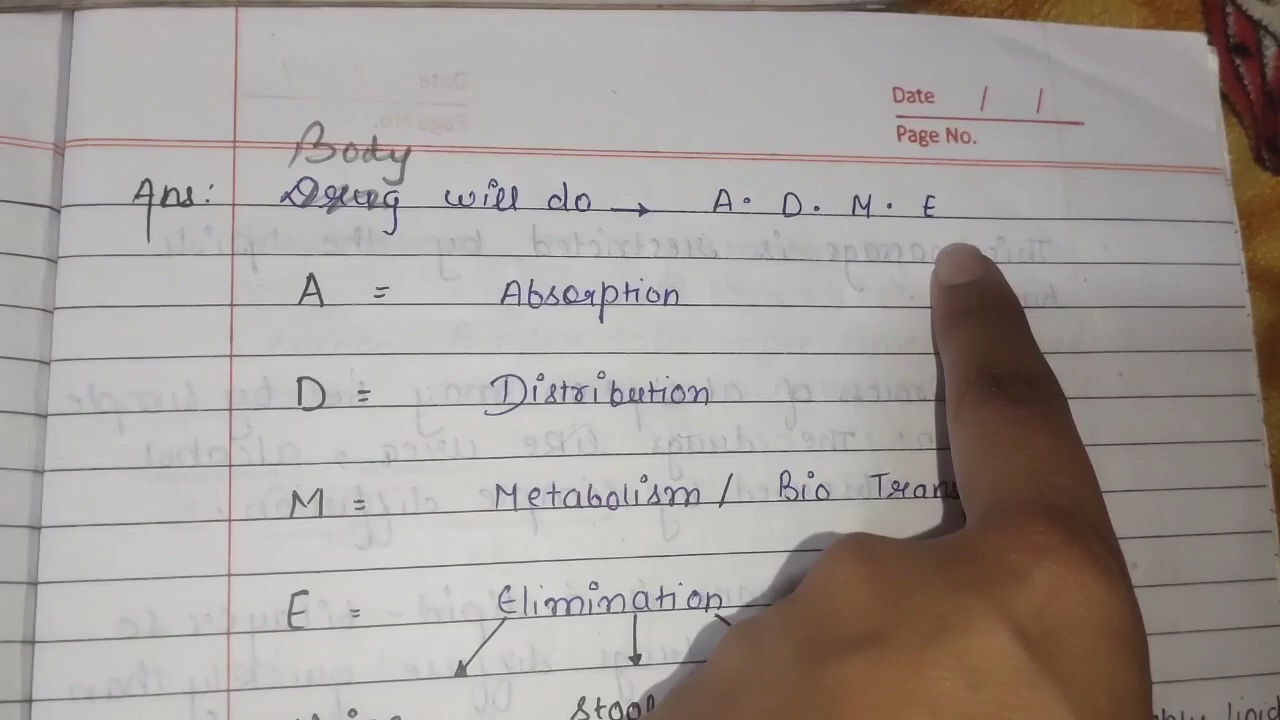 Date / /
Page No.
Body
Ans: Drug will do → A. D. M. E
A = Absorption
D = Distribution
M = Metabolism / Bio Trans
E = Elimination
Stool